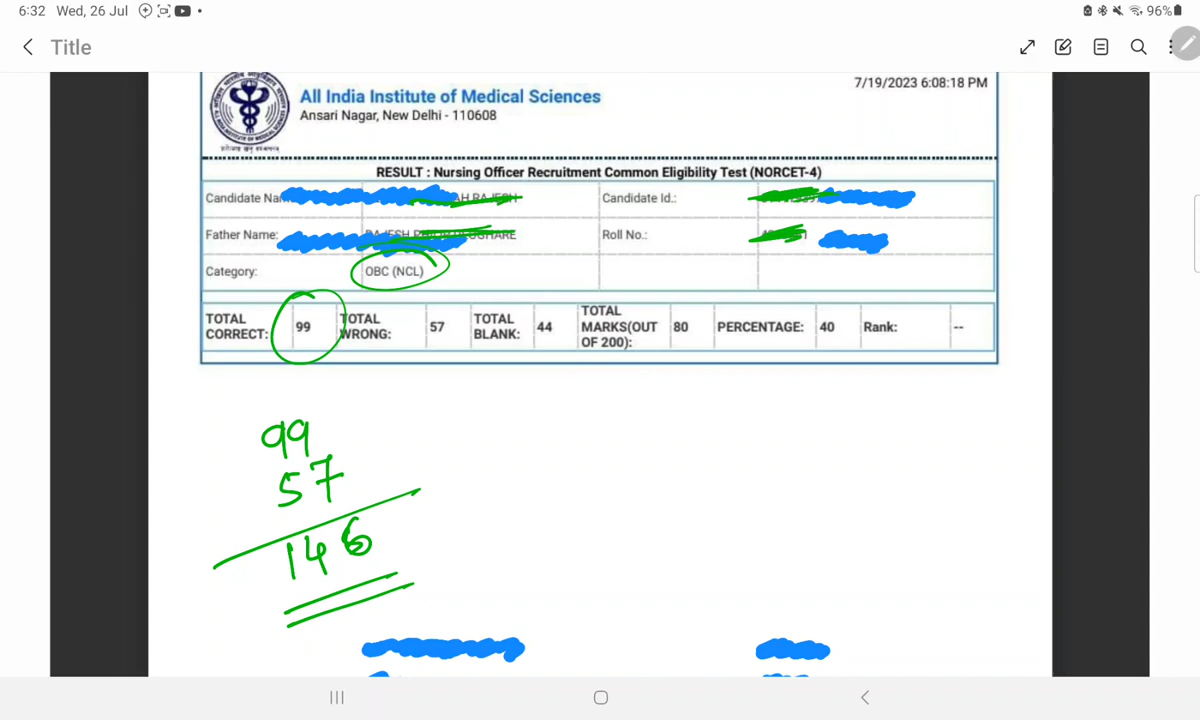 6:32 Wed, 26 Jul
96%
Title
7/19/2023 6:08:18 PM
All India Institute of Medical Sciences
Ansari Nagar, New Delhi - 110608
RESULT : Nursing Officer Recruitment Common Eligibility Test (NORCET-4)
Candidate Candidate Id.:
Father Name: Roll No.:
Category: OBC (NCL)
TOTAL CORRECT: 99 TOTAL WRONG: 57 TOTAL BLANK: 44 TOTAL MARKS(OUT OF 200): 80 PERCENTAGE: 40 Rank: --
99
57
146